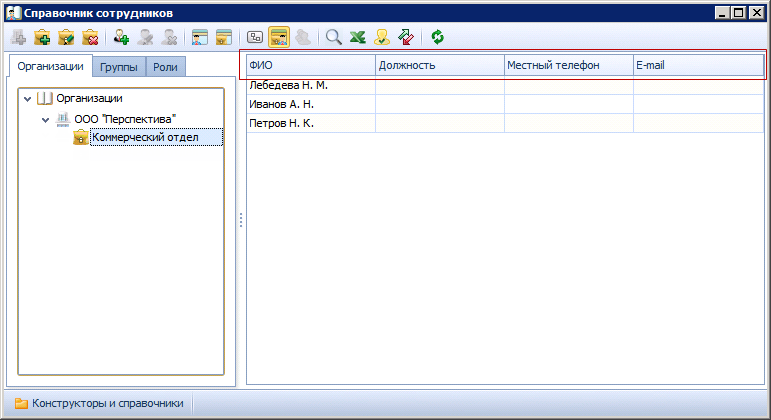 Справочник сотрудников
Организации Группы Роли
ФИО Должность Местный телефон E-mail
Организации
ООО "Перспектива"
Коммерческий отдел
Лебедева Н. М.
Иванов А. Н.
Петров Н. К.
Конструкторы и справочники